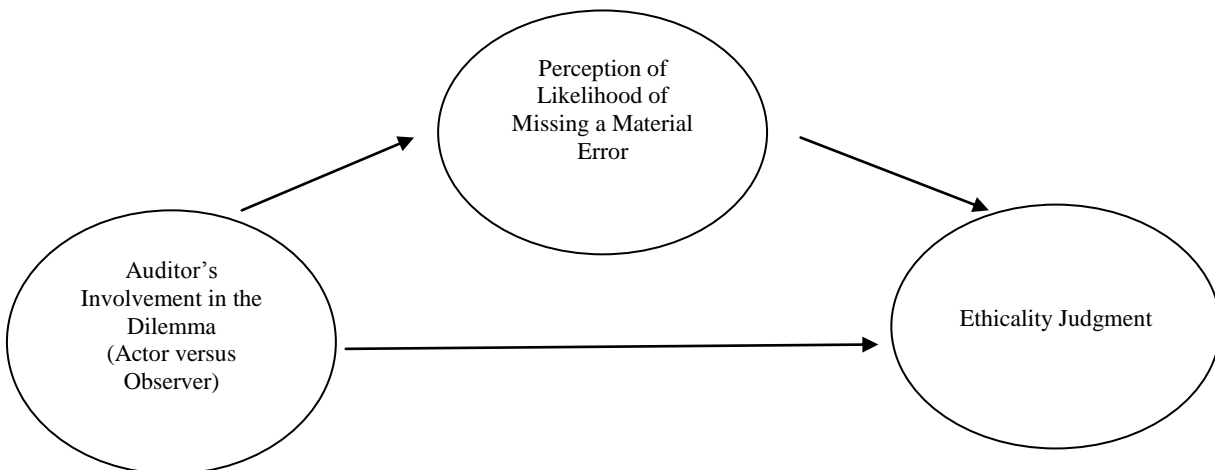 Perception of
Likelihood of
Missing a Material
Error
Auditor’s
Involvement in the
Dilemma
(Actor versus
Observer)
Ethicality Judgment